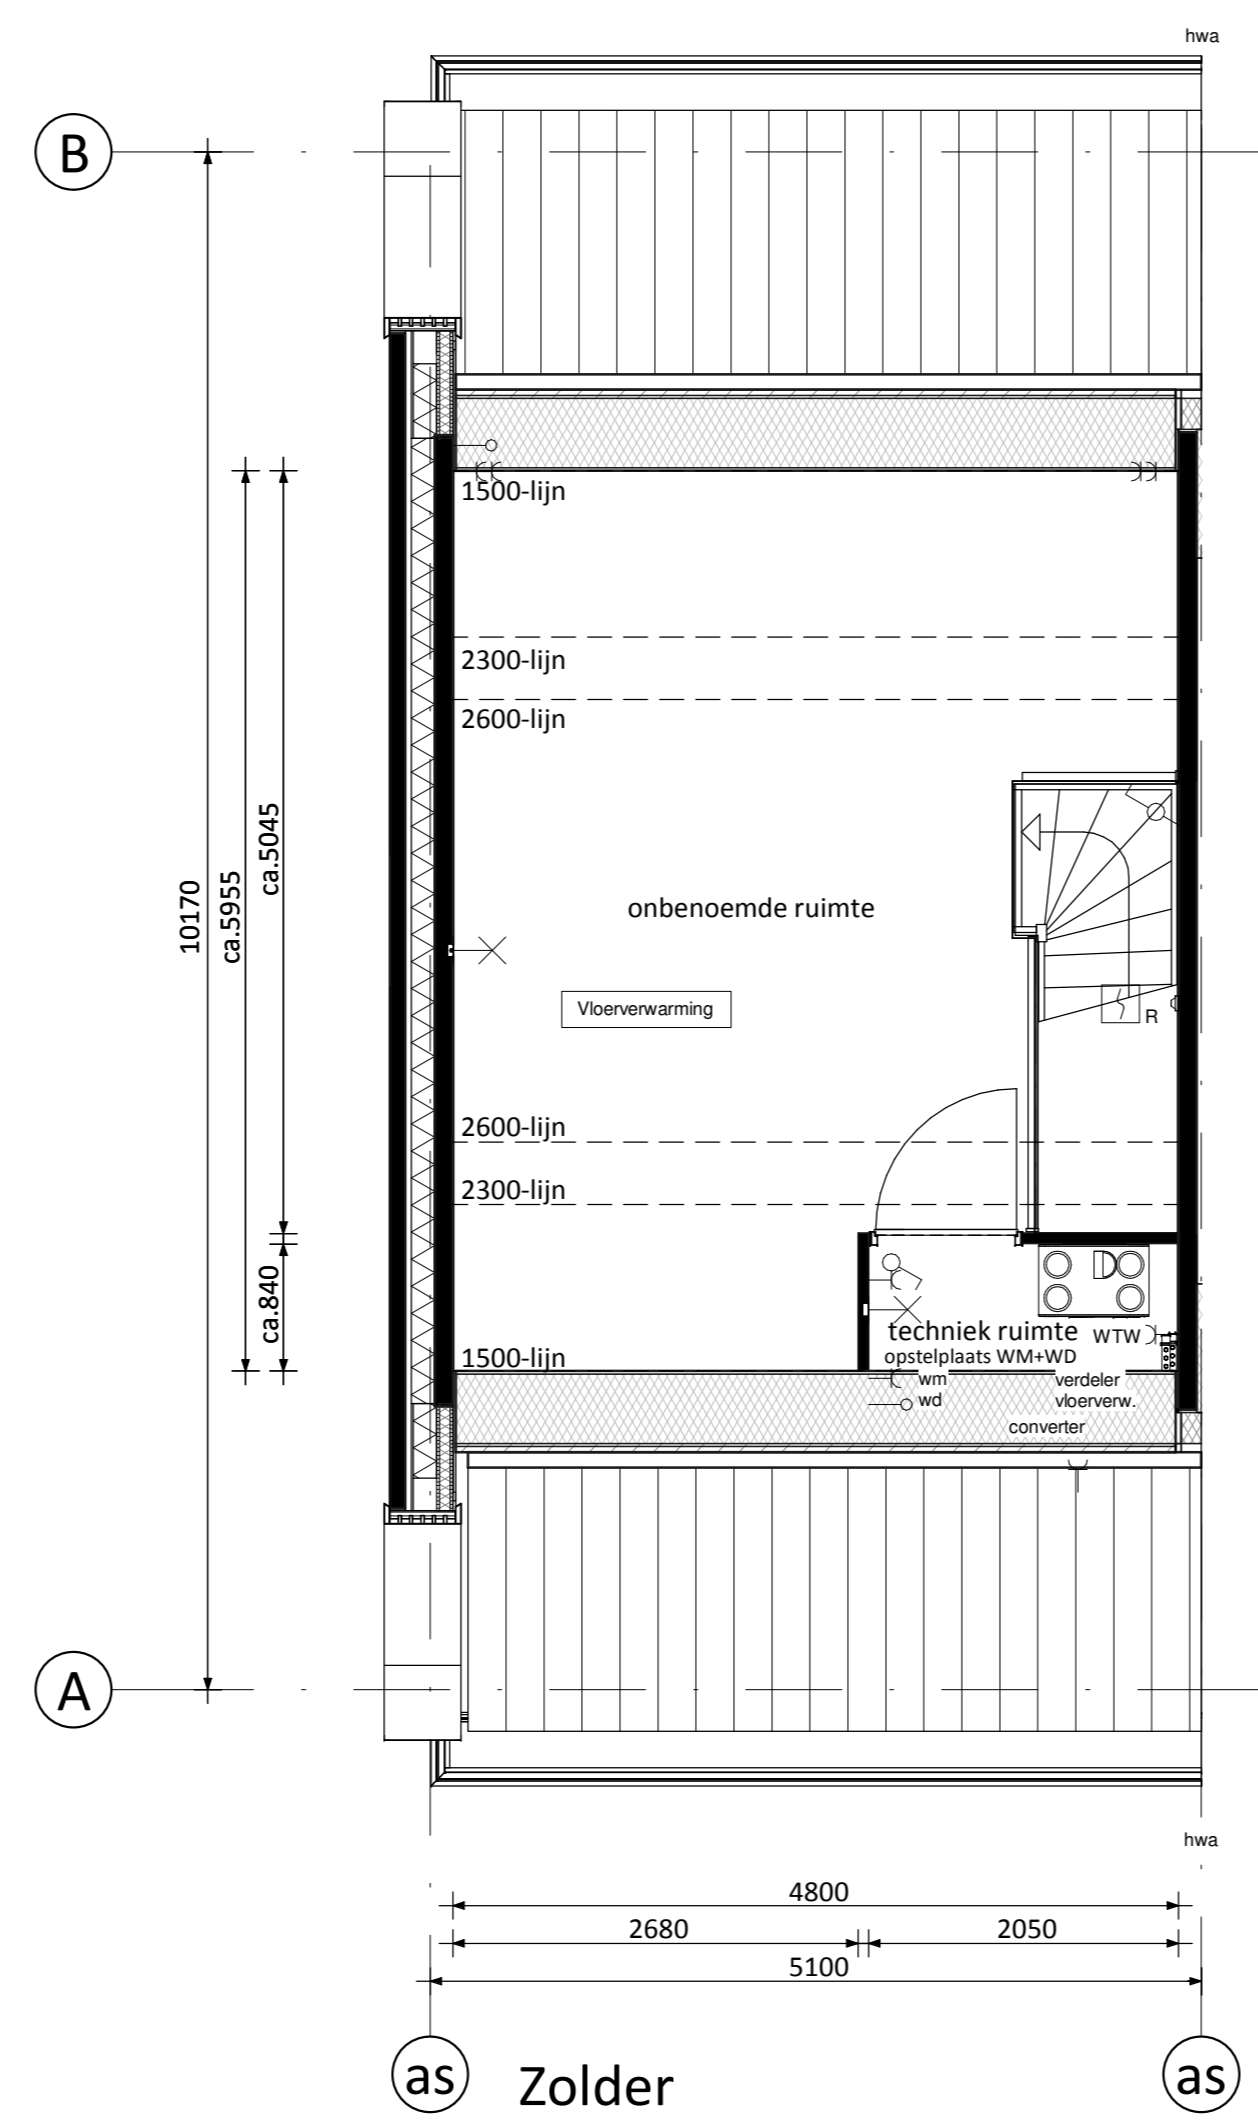 hwa
B
1500-lijn
2300-lijn
2600-lijn
10170
ca.5955
ca.5045
onbenoemde ruimte
Vloerverwarming
R
2600-lijn
2300-lijn
ca.840
techniek ruimte
WTW
opstelplaats WM+WD
1500-lijn
wm
verdeler
wd
vloerverw.
converter
A
hwa
4800
2680
2050
5100
as
Zolder
as